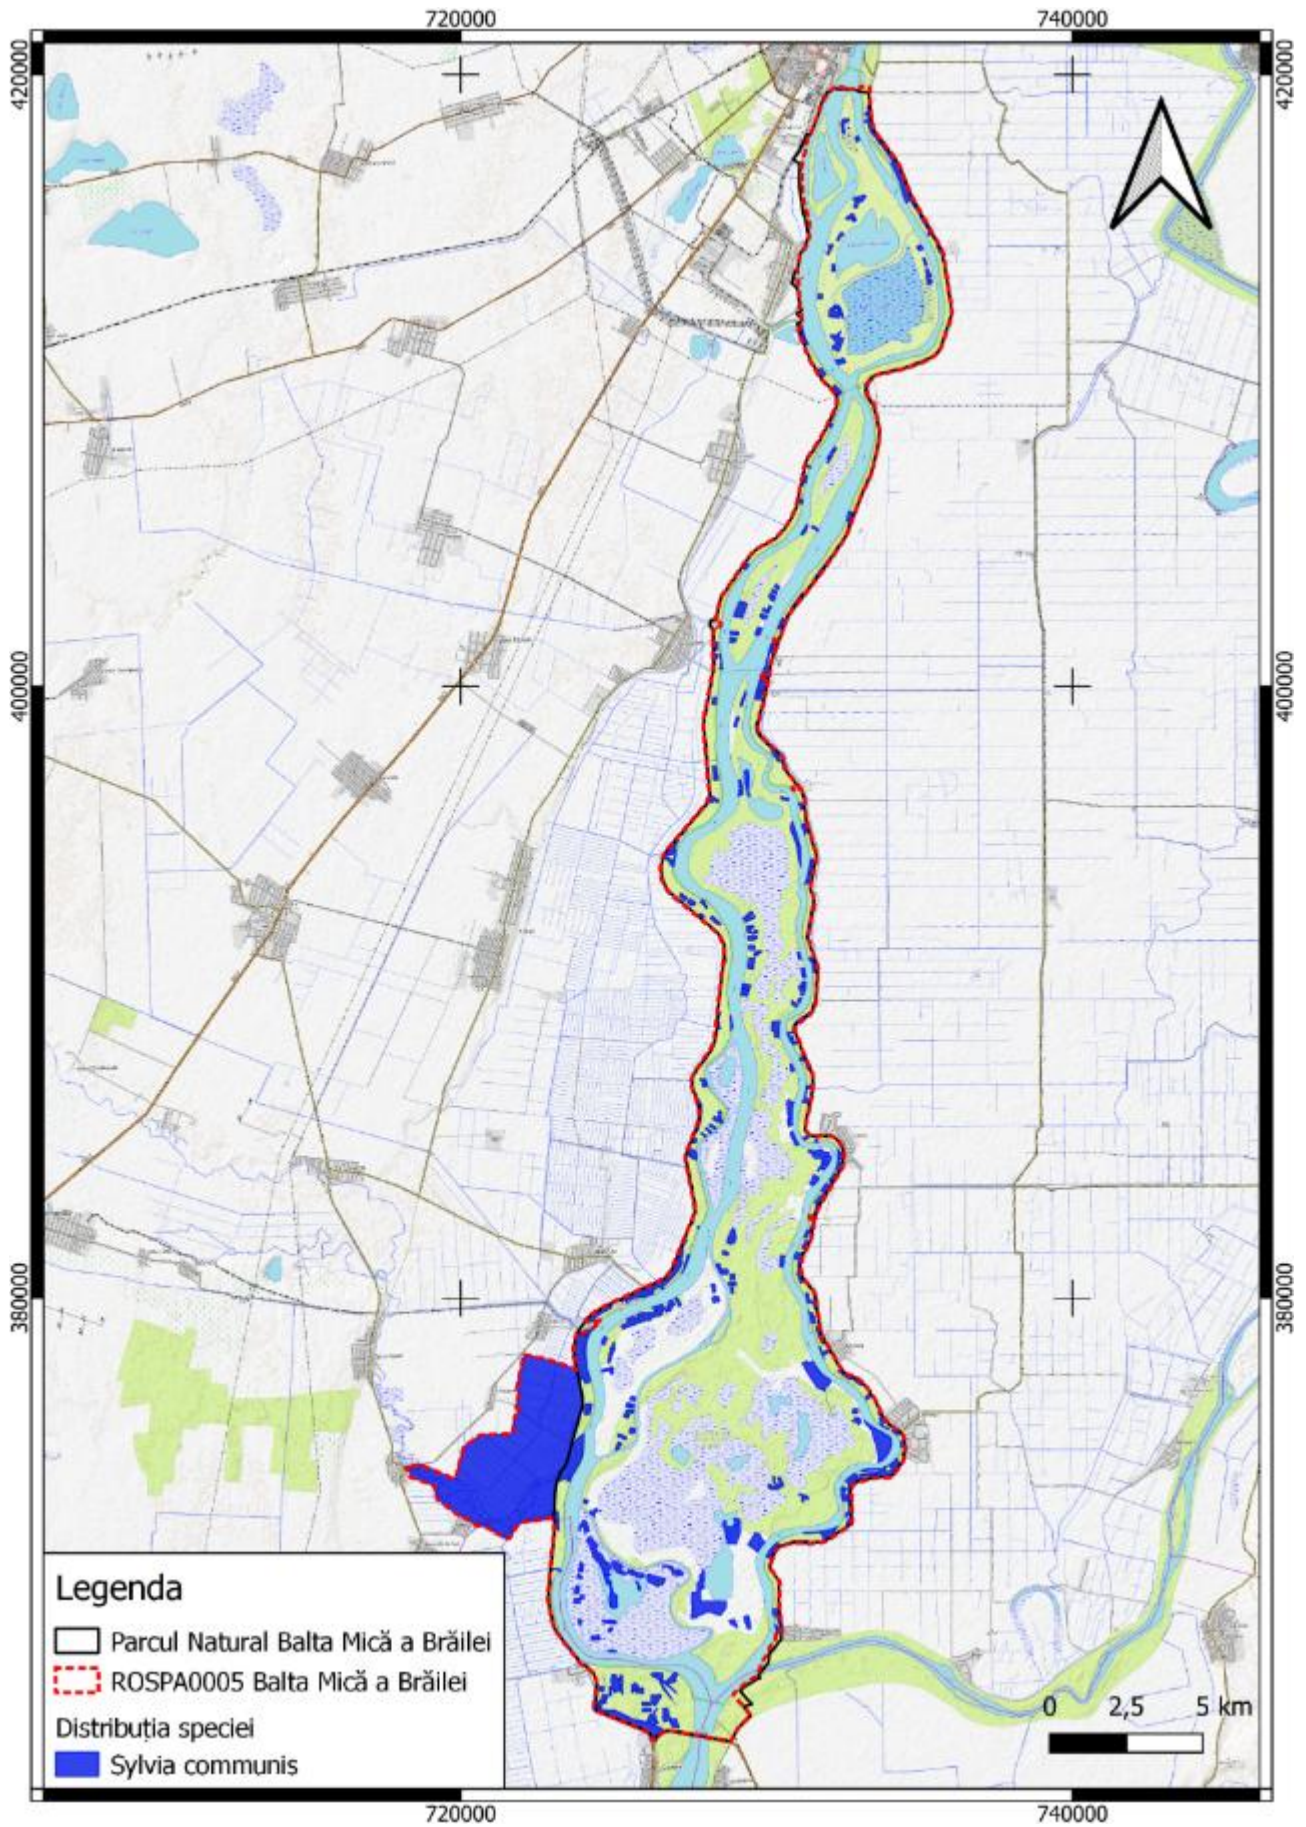 720000 740000
420000 420000
400000 400000
380000 380000
Legenda
Parcul Natural Balta Mică a Brăilei
ROSPA0005 Balta Mică a Brăilei
Distribuția speciei
Sylvia communis
0 2,5 5 km
720000 740000